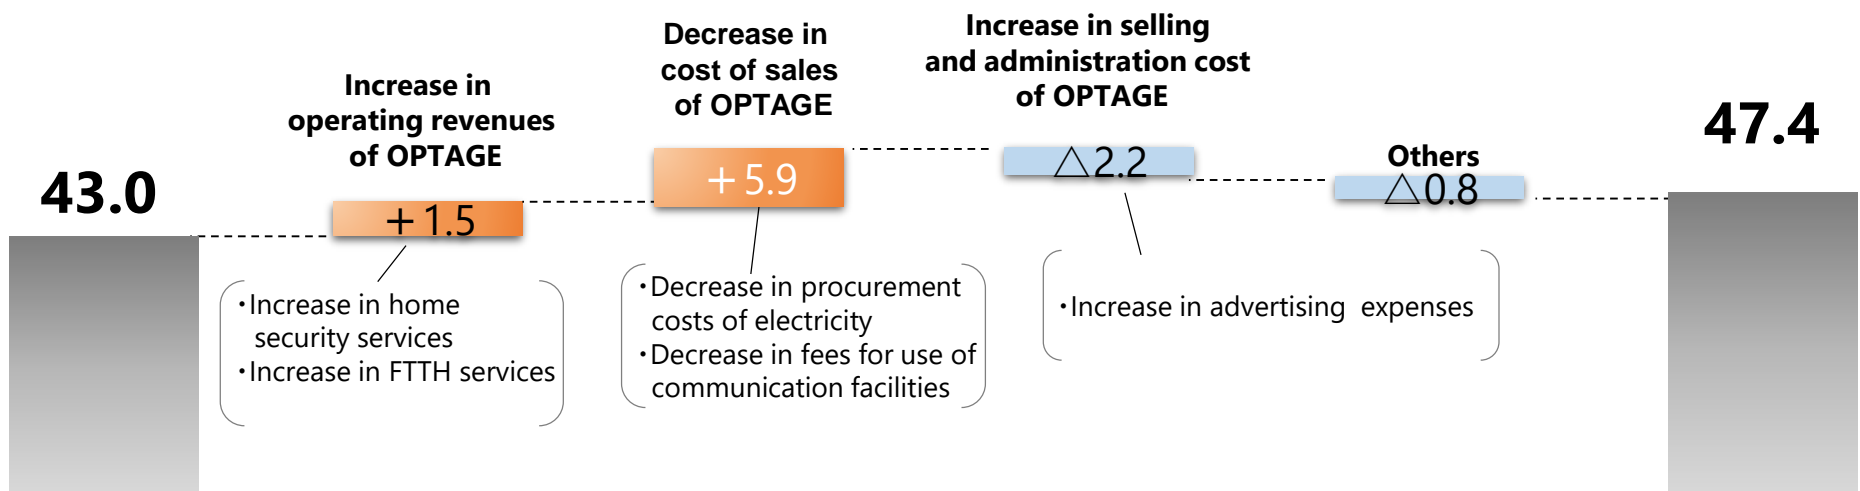 43.0
Increase in
operating revenues
of OPTAGE
+1.5
・Increase in home
security services
・Increase in FTTH services
Decrease in
cost of sales
of OPTAGE
+5.9
・Decrease in procurement
costs of electricity
・Decrease in fees for use of
communication facilities
Increase in selling
and administration cost
of OPTAGE
△2.2
・Increase in advertising expenses
Others
△0.8
47.4